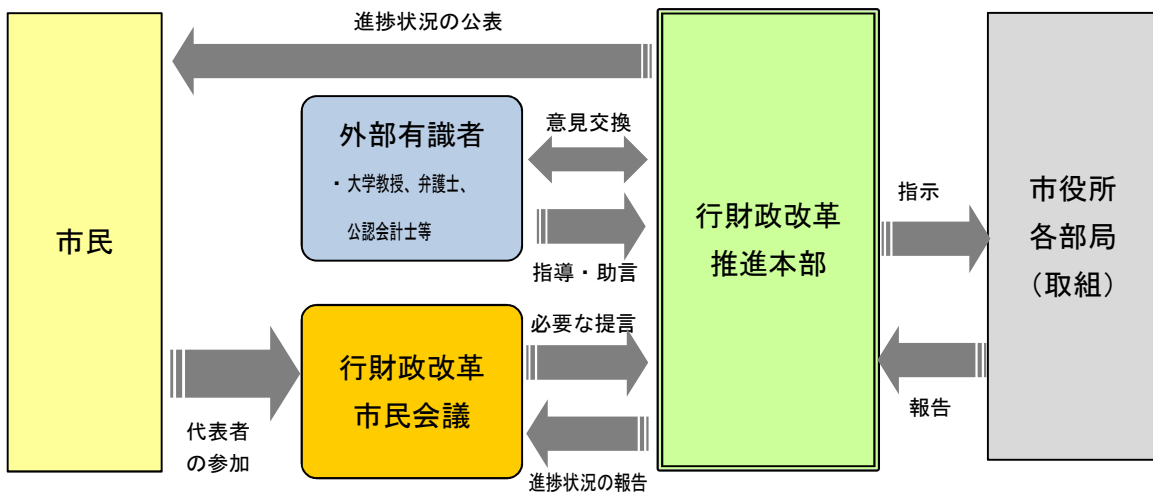 進捗状況の公表
市民
外部有識者
・大学教授、弁護士、
公認会計士等
意見交換
指導・助言
行財政改革
推進本部
指示
市役所
各部局
（取組）
報告
必要な提言
行財政改革
市民会議
代表者
の参加
進捗状況の報告